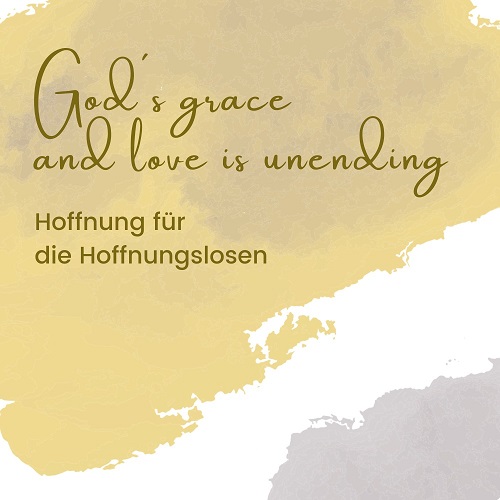 God´s grace
and love is unending
Hoffnung für
die Hoffnungslosen